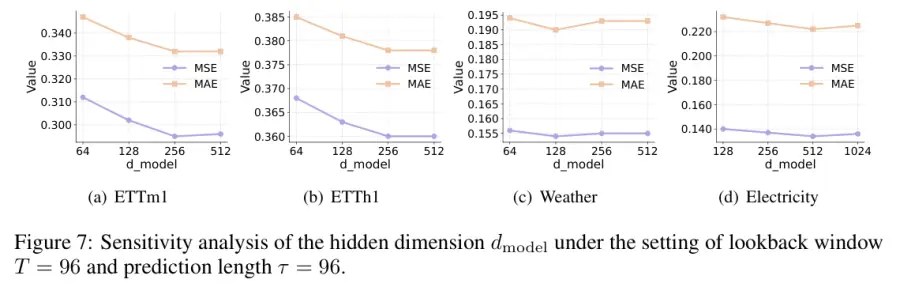 0.340
0.330
0.320
0.310
0.300
Value
MSE
MAE
64 128 256 512
d_model
(a) ETTm1
0.385
0.380
0.375
0.370
0.365
0.360
Value
MSE
MAE
64 128 256 512
d_model
(b) ETTh1
0.195
0.190
0.185
0.180
0.175
0.170
0.165
0.160
0.155
Value
MSE
MAE
64 128 256 512
d_model
(c) Weather
0.220
0.200
0.180
0.160
0.140
Value
MSE
MAE
128 256 512 1024
d_model
(d) Electricity
Figure 7: Sensitivity analysis of the hidden dimension d_model under the setting of lookback window
T = 96 and prediction length τ = 96.